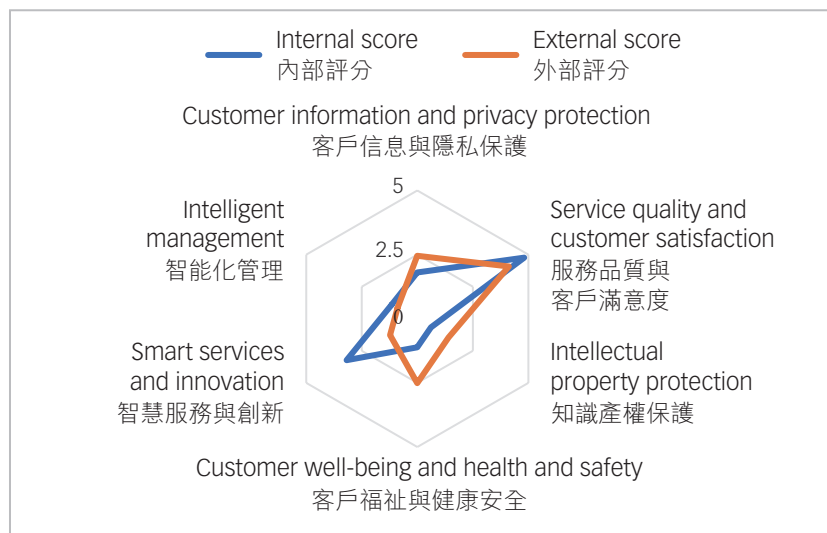 Internal score
內部評分
External score
外部評分
Customer information and privacy protection
客戶信息與隱私保護
5
2.5
0
Intelligent
management
智能化管理
Service quality and
customer satisfaction
服務品質與
客戶滿意度
Smart services
and innovation
智慧服務與創新
Intellectual
property protection
知識產權保護
Customer well-being and health and safety
客戶福祉與健康安全